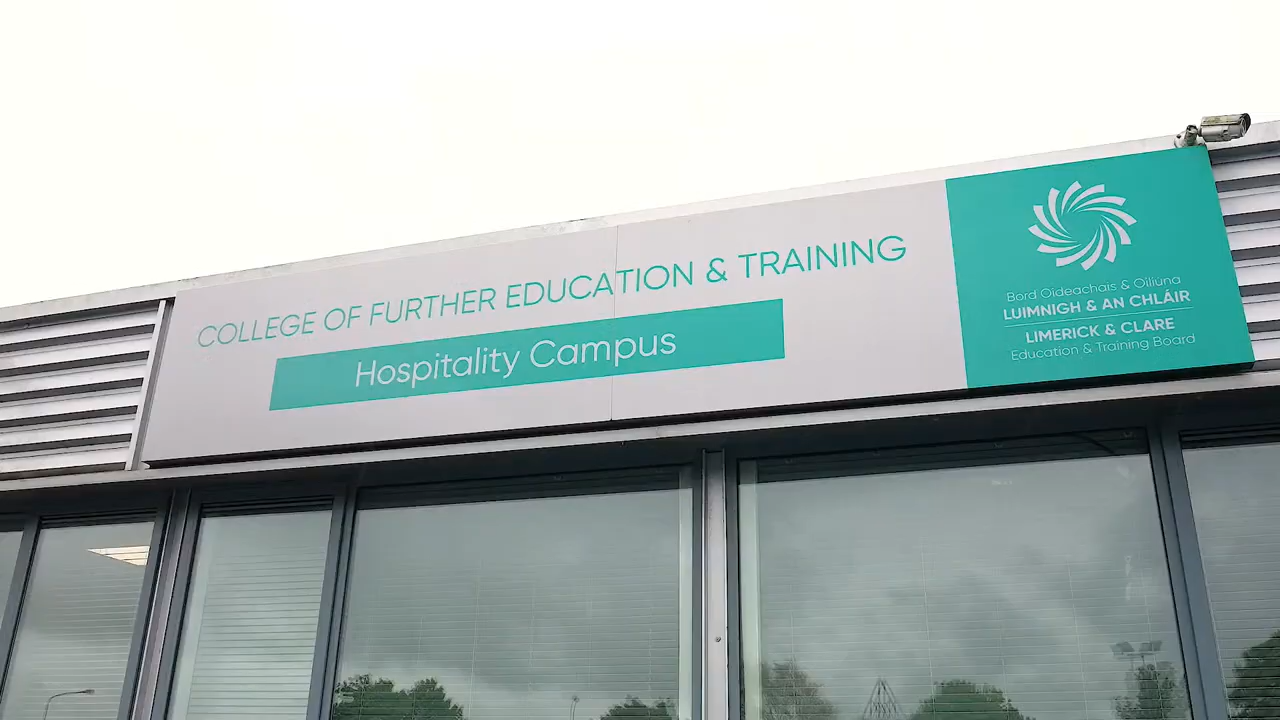 COLLEGE OF FURTHER EDUCATION & TRAINING
Hospitality Campus
Bord Oideachais & Oiliúna
LUIMNIGH & AN CHLÁIR
LIMERICK & CLARE
Education & Training Board